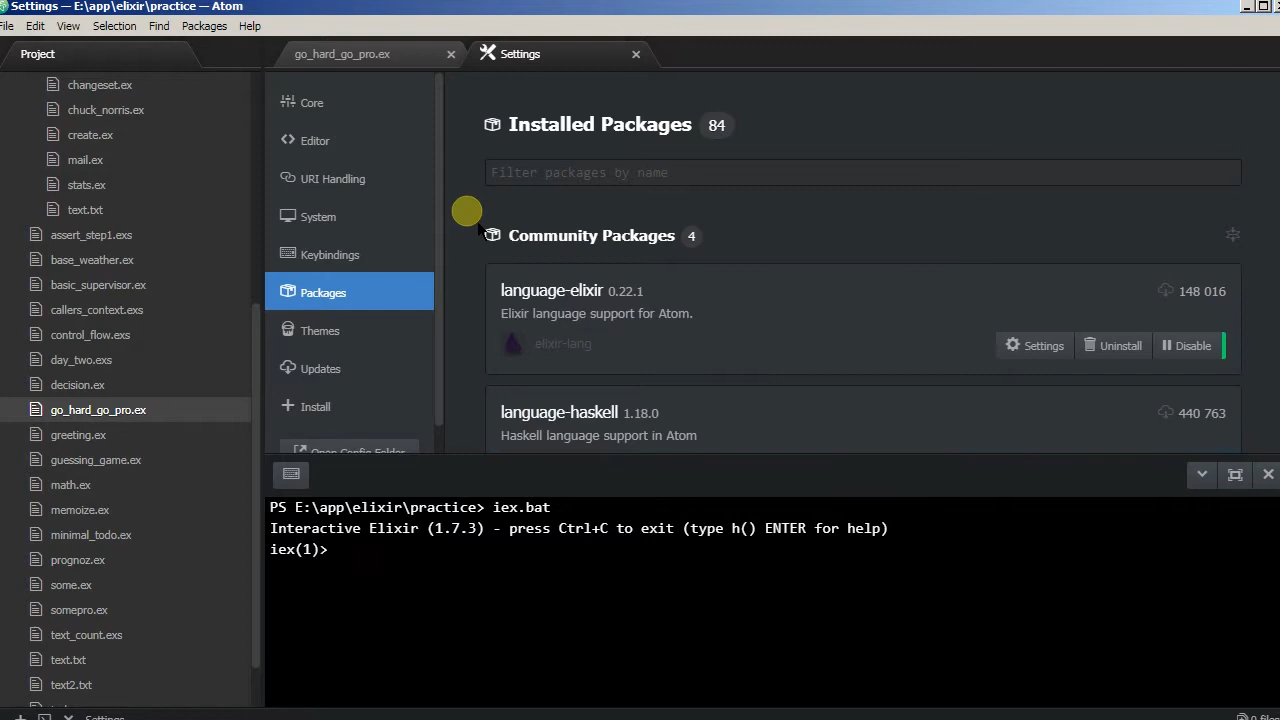 Settings — E:\app\elixir\practice — Atom
File Edit View Selection Find Packages Help
Project
changeset.ex
chuck_norris.ex
create.ex
mail.ex
stats.ex
text.txt
assert_step1.exs
base_weather.ex
basic_supervisor.ex
callers_context.exs
control_flow.exs
day_two.exs
decision.ex
go_hard_go_pro.ex
greeting.ex
guessing_game.ex
math.ex
memoize.ex
minimal_todo.ex
prognoz.ex
some.ex
somepro.ex
text_count.exs
text.txt
text2.txt
go_hard_go_pro.ex
Settings
Core
Editor
URI Handling
System
Keybindings
Packages
Themes
Updates
Install
Open Config Folder
Installed Packages 84
Filter packages by name
Community Packages 4
language-elixir 0.22.1
148 016
Elixir language support for Atom.
elixir-lang
Settings Uninstall Disable
language-haskell 1.18.0
440 763
Haskell language support in Atom
PS E:\app\elixir\practice> iex.bat
Interactive Elixir (1.7.3) - press Ctrl+C to exit (type h() ENTER for help)
iex(1)>
Settings
0 files